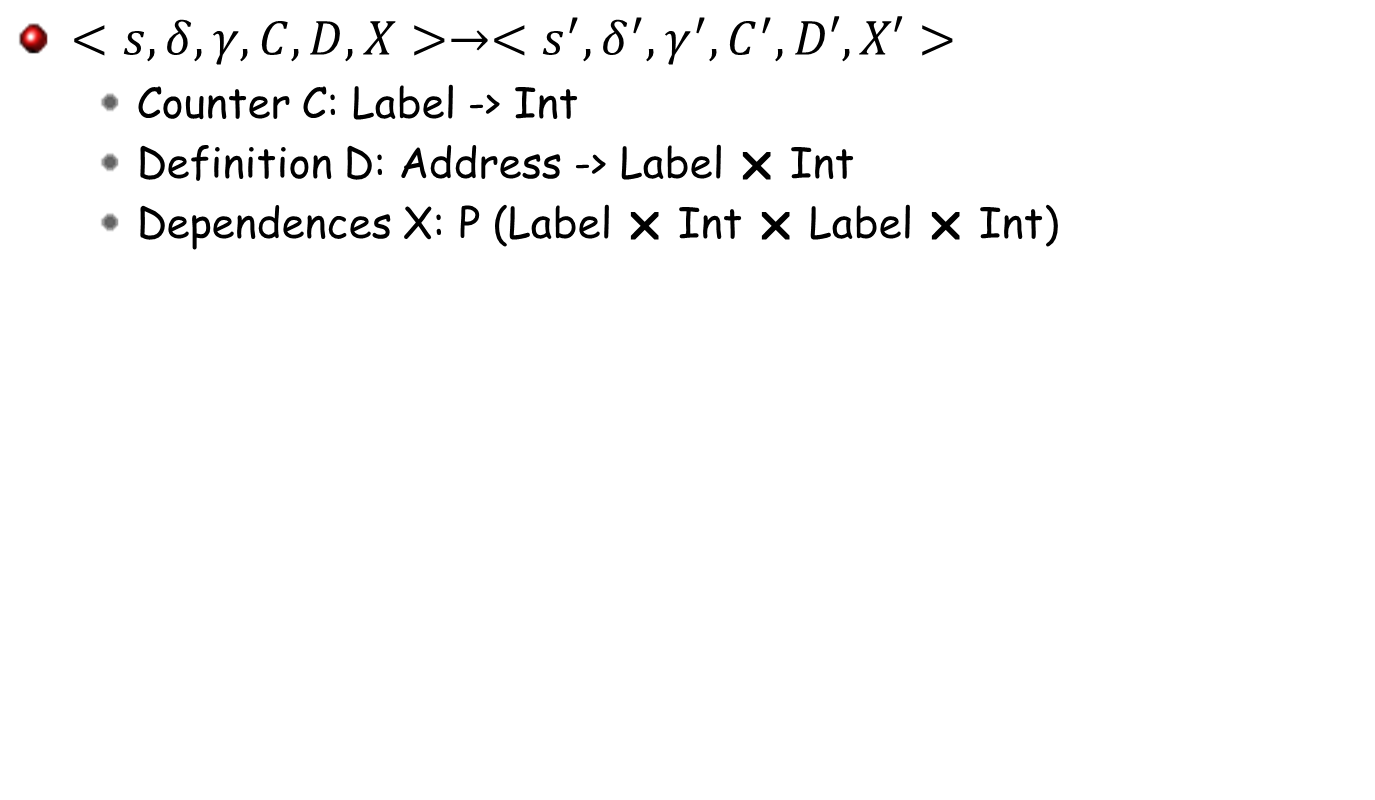 < s, δ, γ, C, D, X >→< s′, δ′, γ′, C′, D′, X′ >
Counter C: Label -> Int
Definition D: Address -> Label × Int
Dependences X: P (Label × Int × Label × Int)